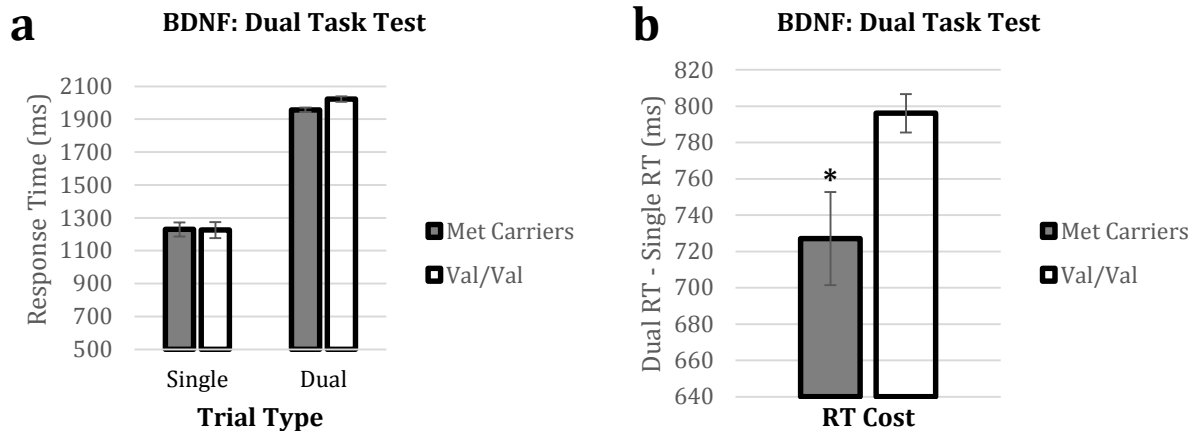 a
BDNF: Dual Task Test
Response Time (ms)
2100
1900
1700
1500
1300
1100
900
700
500
Single
Dual
Trial Type
Met Carriers
Val/Val
b
BDNF: Dual Task Test
Dual RT - Single RT (ms)
820
800
780
760
740
720
700
680
660
640
*
RT Cost
Met Carriers
Val/Val